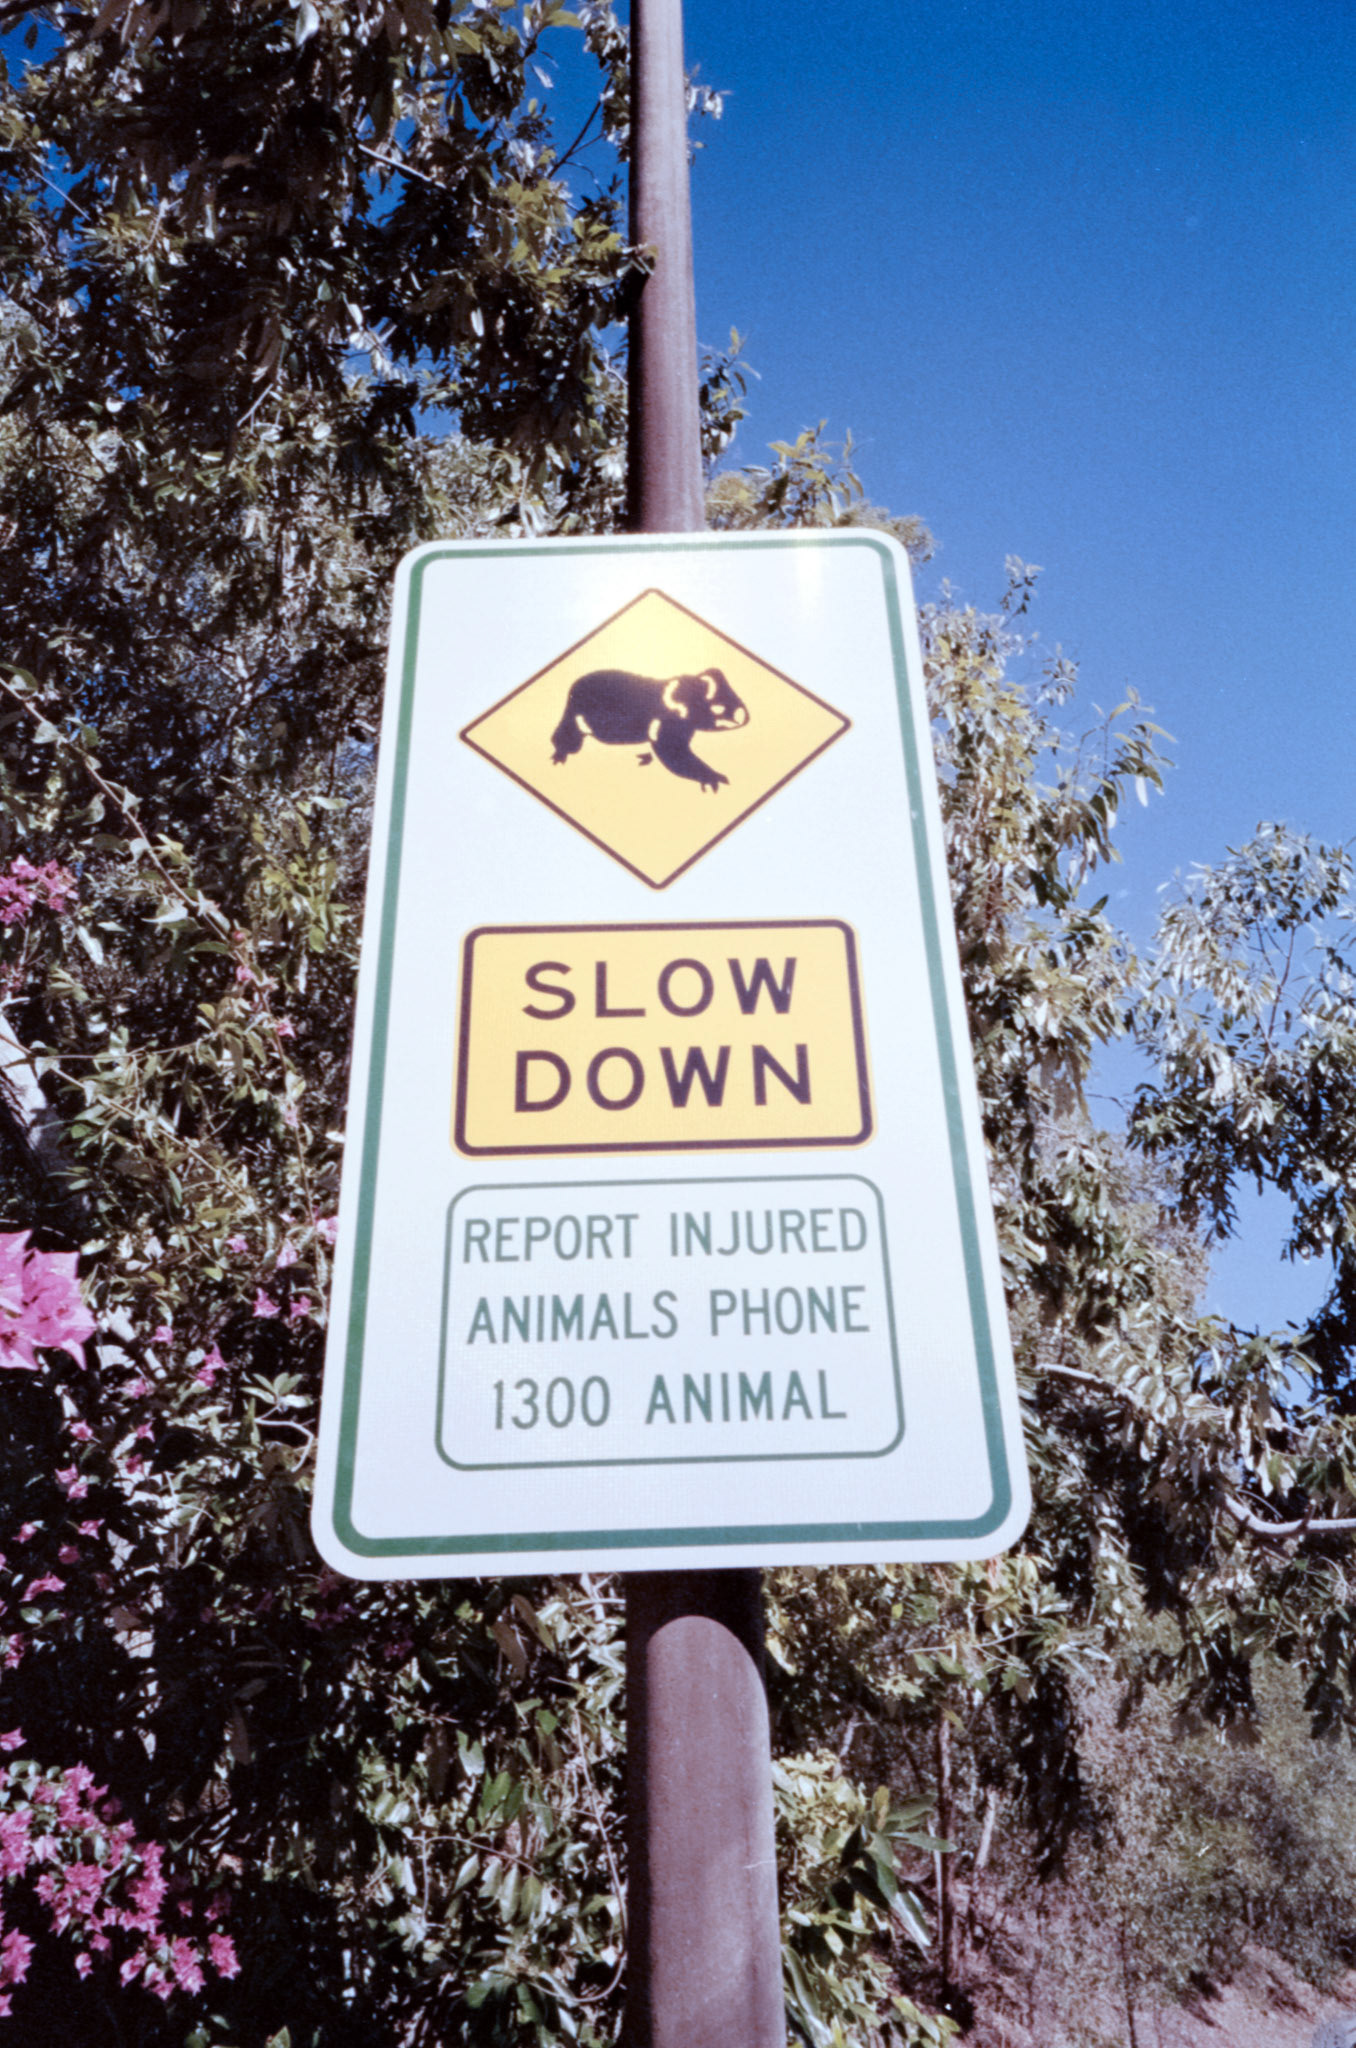 SLOW
DOWN
REPORT INJURED
ANIMALS PHONE
1300 ANIMAL